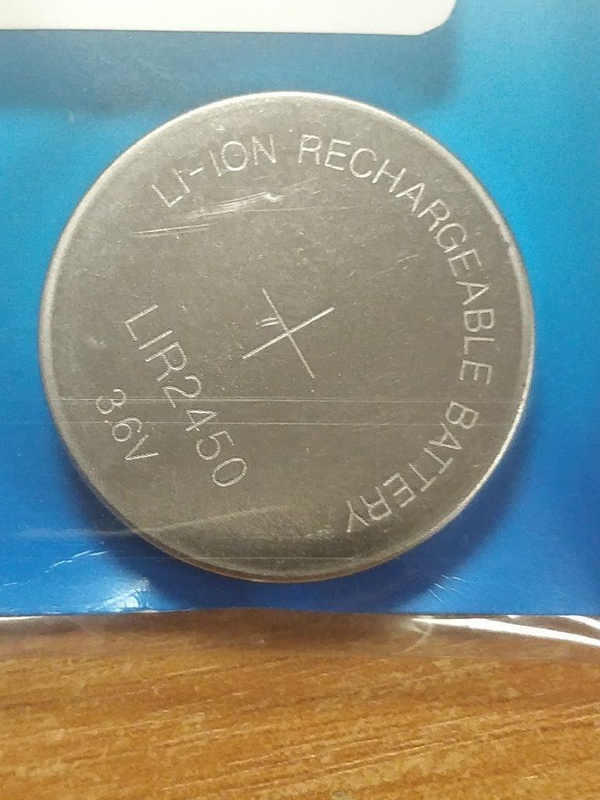 LI-ION RECHARGEABLE BATTERY
LIR2450
3.6V